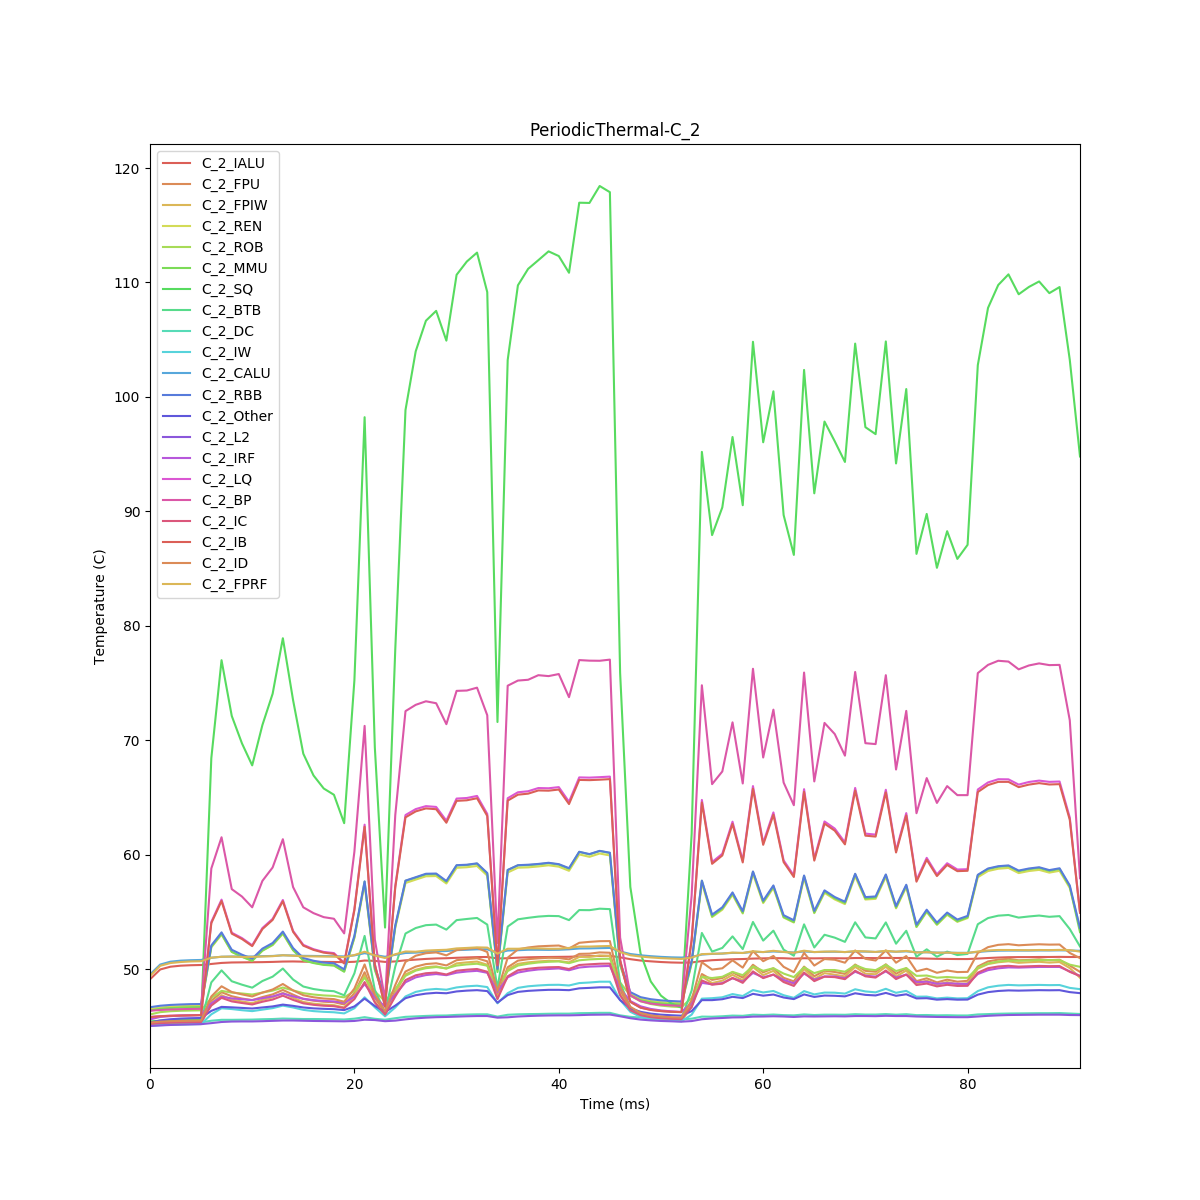 PeriodicThermal-C_2
120
110
100
90
80
70
60
50
Temperature (C)
C_2_IALU
C_2_FPU
C_2_FPIW
C_2_REN
C_2_ROB
C_2_MMU
C_2_SQ
C_2_BTB
C_2_DC
C_2_IW
C_2_CALU
C_2_RBB
C_2_Other
C_2_L2
C_2_IRF
C_2_LQ
C_2_BP
C_2_IC
C_2_IB
C_2_ID
C_2_FPRF
0 20 40 60 80
Time (ms)